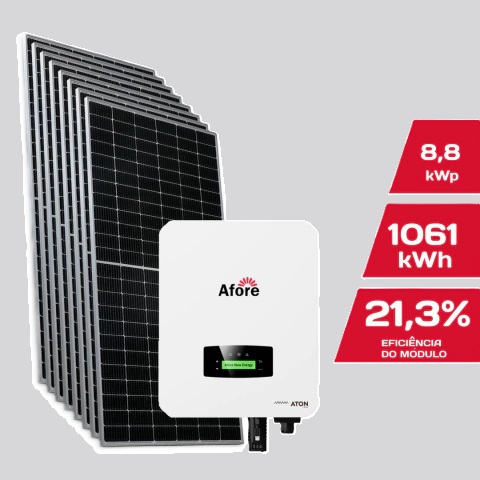 8,8
kWp
1061
kWh
21,3%
EFICIÊNCIA
DO MÓDULO
Afore
ATON